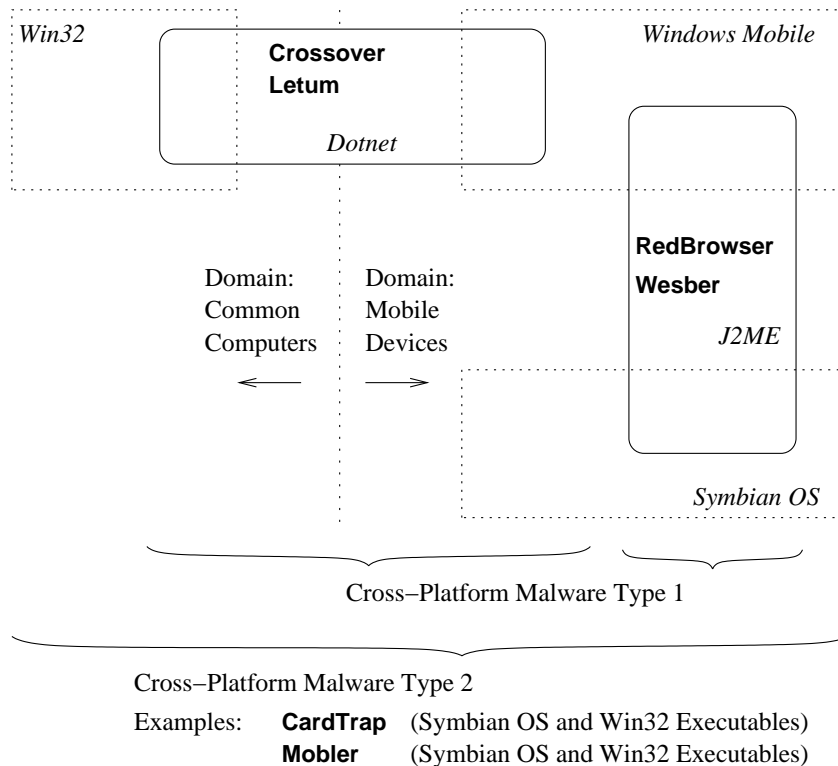 Win32
Crossover
Letum
Dotnet
Windows Mobile
RedBrowser
Wesber
J2ME
Domain:
Common
Computers
Domain:
Mobile
Devices
Symbian OS
Cross−Platform Malware Type 1
Cross−Platform Malware Type 2
Examples: CardTrap (Symbian OS and Win32 Executables)
Mobler (Symbian OS and Win32 Executables)